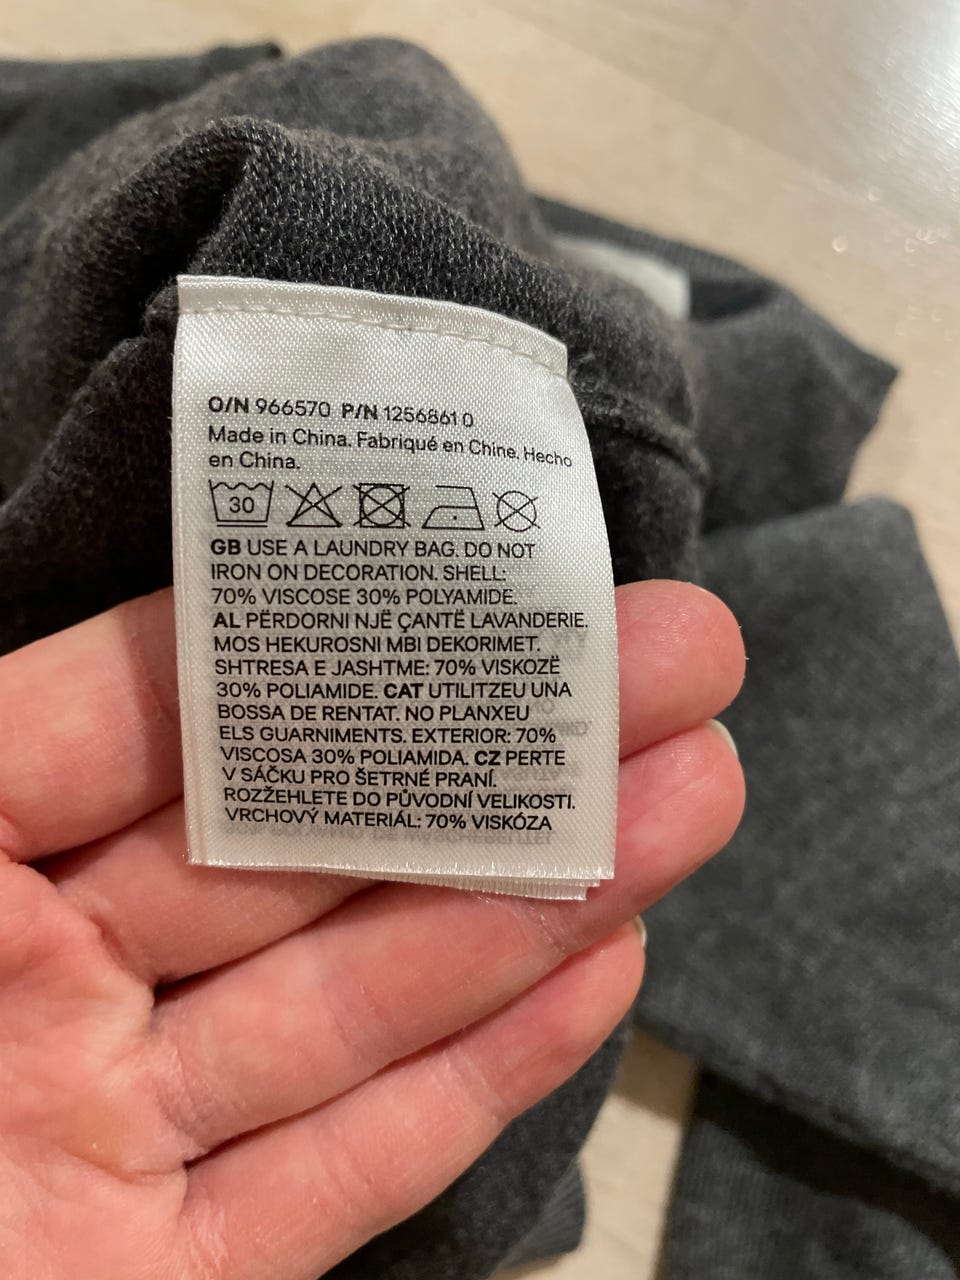 O/N 966570 P/N 12568610
Made in China. Fabriqué en Chine. Hecho
en China.
30
GB USE A LAUNDRY BAG. DO NOT
IRON ON DECORATION. SHELL:
70% VISCOSE 30% POLYAMIDE.
AL PËRDORNI NJË ÇANTË LAVANDERIE.
MOS HEKUROSNI MBI DEKORIMET.
SHTRESA E JASHTME: 70% VISKOZË
30% POLIAMIDE. CAT UTILITZEU UNA
BOSSA DE RENTAT. NO PLANXEU
ELS GUARNIMENTS. EXTERIOR: 70%
VISCOSA 30% POLIAMIDA. CZ PERTE
V SÁČKU PRO ŠETRNÉ PRANÍ.
ROZŽEHLETE DO PŮVODNÍ VELIKOSTI.
VRCHOVÝ MATERIÁL: 70% VISKÓZA